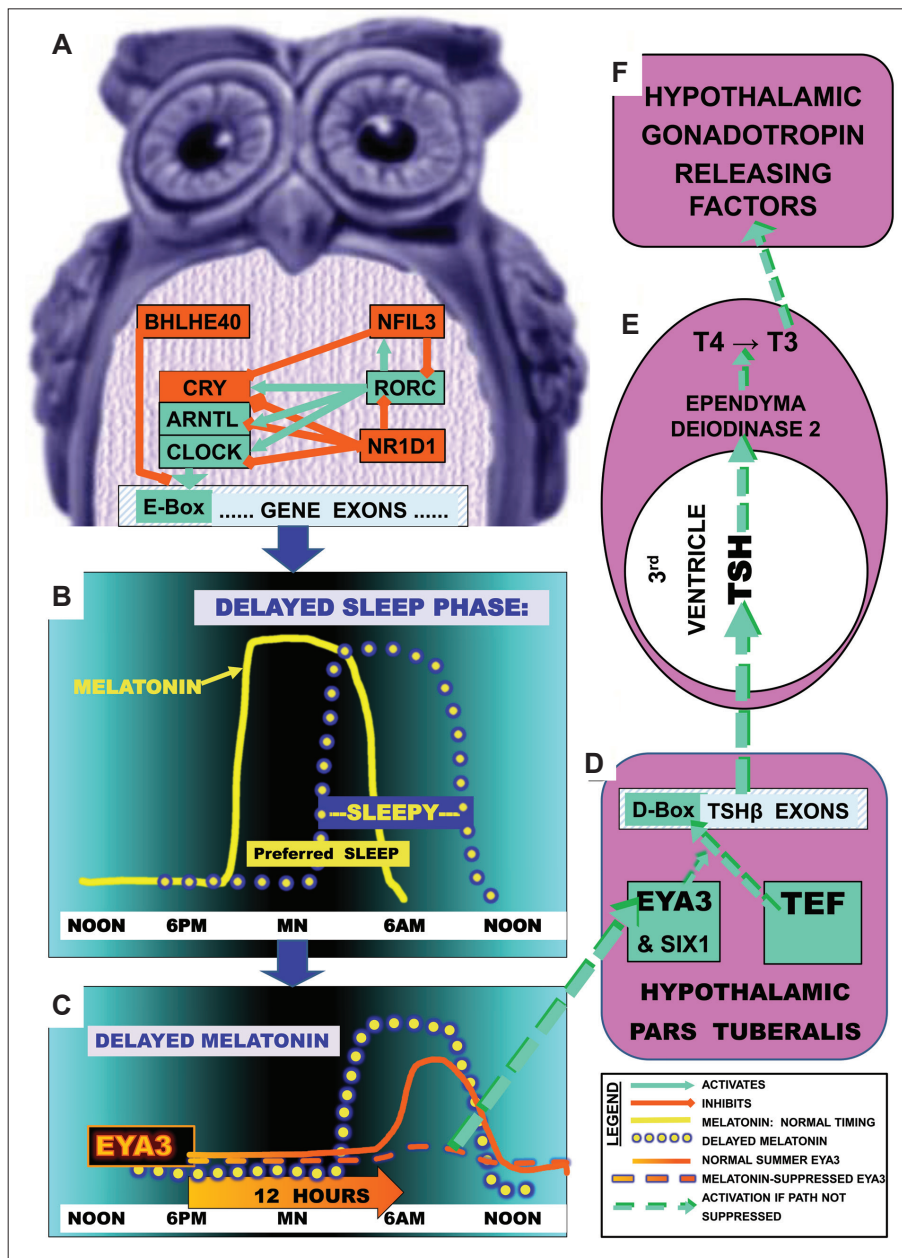 A
BHLHE40
NFIL3
CRY
RORC
ARNTL
CLOCK
NR1D1
E-Box ...... GENE EXONS ......
B
DELAYED SLEEP PHASE:
MELATONIN
---SLEEPY---
Preferred SLEEP
NOON 6PM MN 6AM NOON
C
DELAYED MELATONIN
EYA3
12 HOURS
NOON 6PM MN 6AM NOON
F
HYPOTHALAMIC
GONADOTROPIN
RELEASING
FACTORS
E
T4 → T3
EPENDYMA
DEIODINASE 2
3rd
VENTRICLE
TSH
D
D-Box TSHβ EXONS
EYA3
& SIX1
TEF
HYPOTHALAMIC
PARS TUBERALIS
LEGEND
ACTIVATES
INHIBITS
MELATONIN: NORMAL TIMING
DELAYED MELATONIN
NORMAL SUMMER EYA3
MELATONIN-SUPPRESSED EYA3
ACTIVATION IF PATH NOT
SUPPRESSED